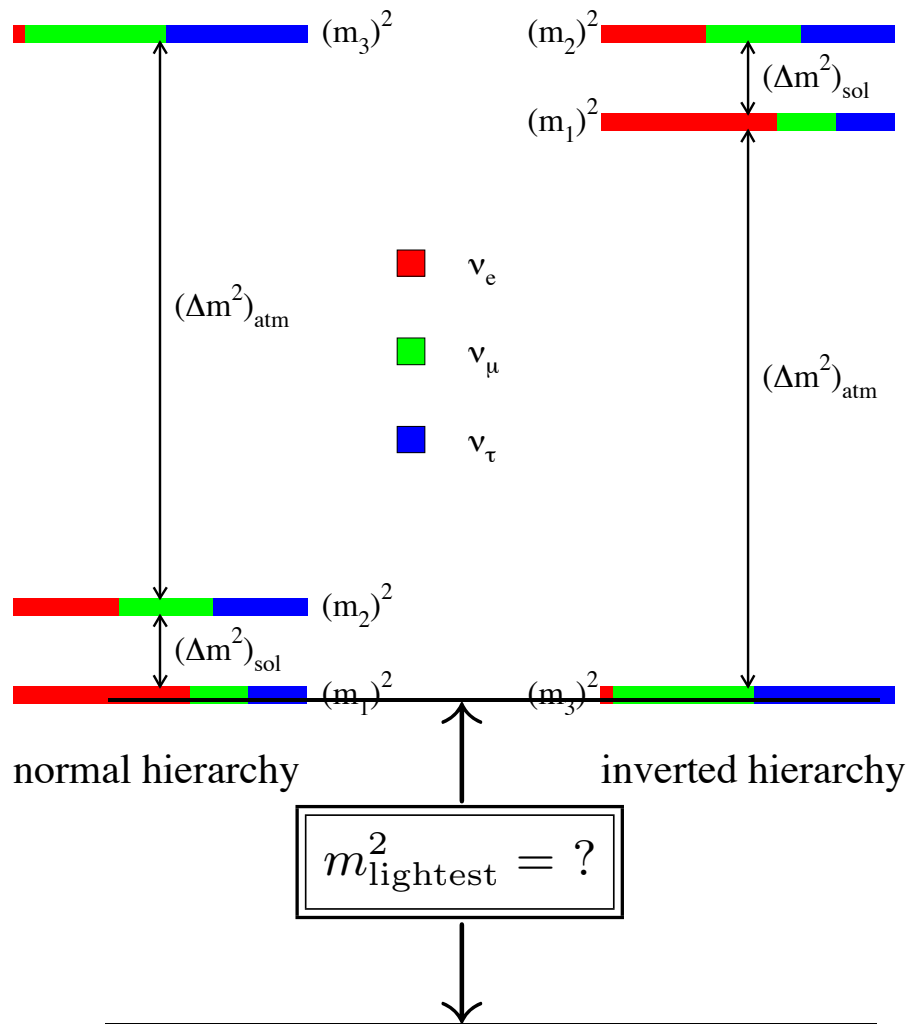 (m₃)²
(m₂)²
(Δm²)sol
(m₁)²
νe
(Δm²)atm
νμ
(Δm²)atm
ντ
(m₂)²
(Δm²)sol
(m₁)²
(m₃)²
normal hierarchy
inverted hierarchy
m²lightest = ?